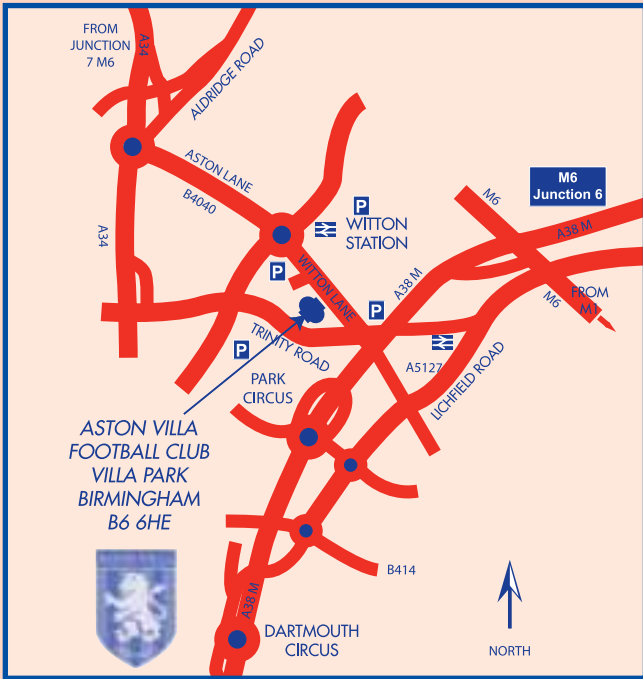 FROM
JUNCTION
7 M6
A34
ALDRIDGE ROAD
ASTON LANE
B4040
A34
P
WITTON
STATION
M6
Junction 6
M6
A38 M
P
WITTON LANE
A38 M
P
M6
FROM
M1
TRINITY ROAD
P
A5127
LICHFIELD ROAD
PARK
CIRCUS
ASTON VILLA
FOOTBALL CLUB
VILLA PARK
BIRMINGHAM
B6 6HE
B414
A38 M
DARTMOUTH
CIRCUS
NORTH